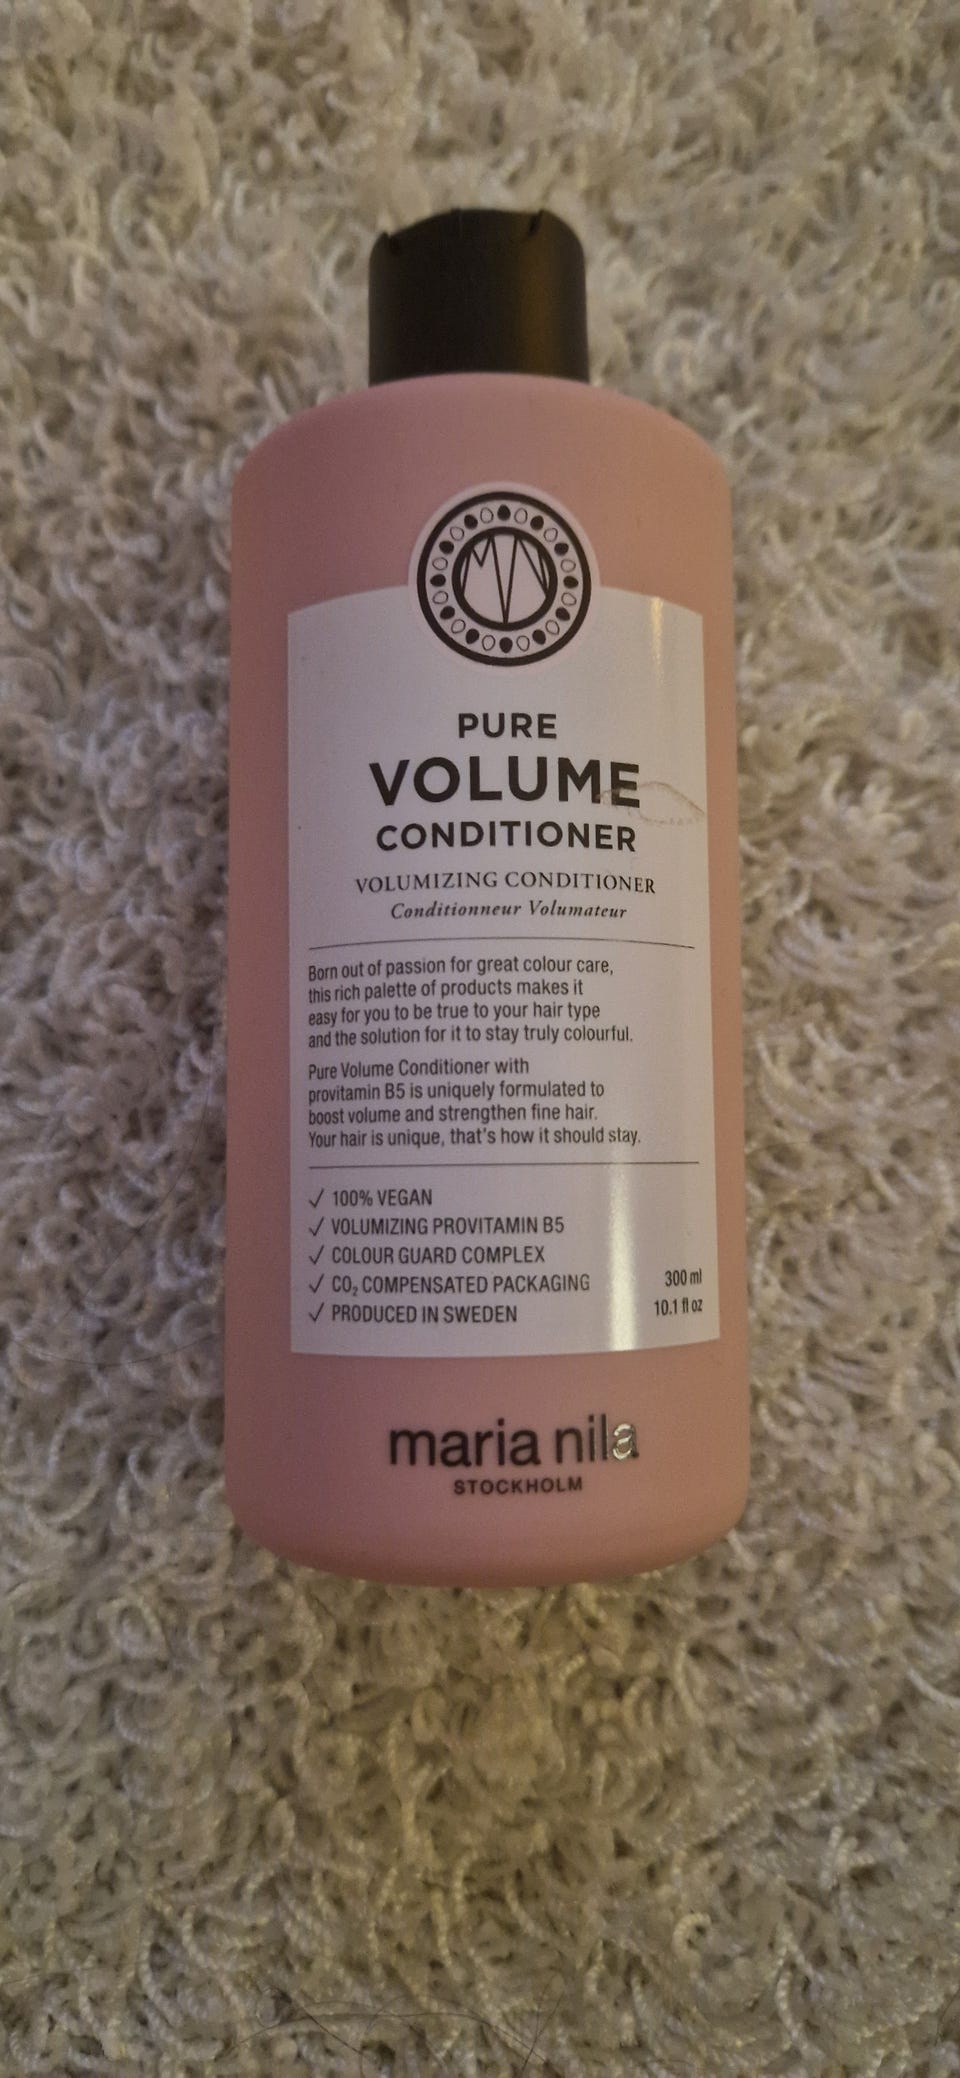 MN
PURE
VOLUME
CONDITIONER
VOLUMIZING CONDITIONER
Conditionneur Volumateur
Born out of passion for great colour care,
this rich palette of products makes it
easy for you to be true to your hair type
and the solution for it to stay truly colourful.
Pure Volume Conditioner with
provitamin B5 is uniquely formulated to
boost volume and strengthen fine hair.
Your hair is unique, that's how it should stay.
✓ 100% VEGAN
✓ VOLUMIZING PROVITAMIN B5
✓ COLOUR GUARD COMPLEX
✓ CO₂ COMPENSATED PACKAGING
✓ PRODUCED IN SWEDEN
300 ml
10.1 fl oz
maria nila
STOCKHOLM